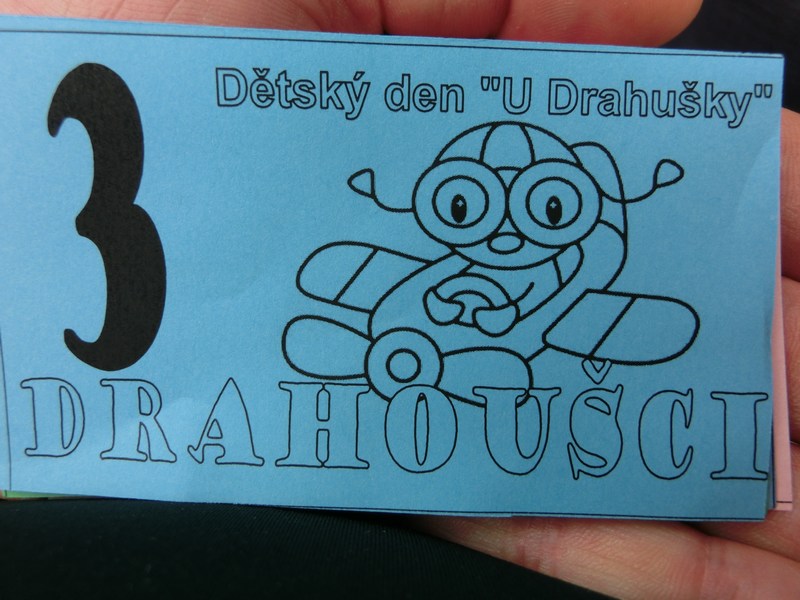 3
Dětský den "U Drahušky"
DRAHOUŠCI